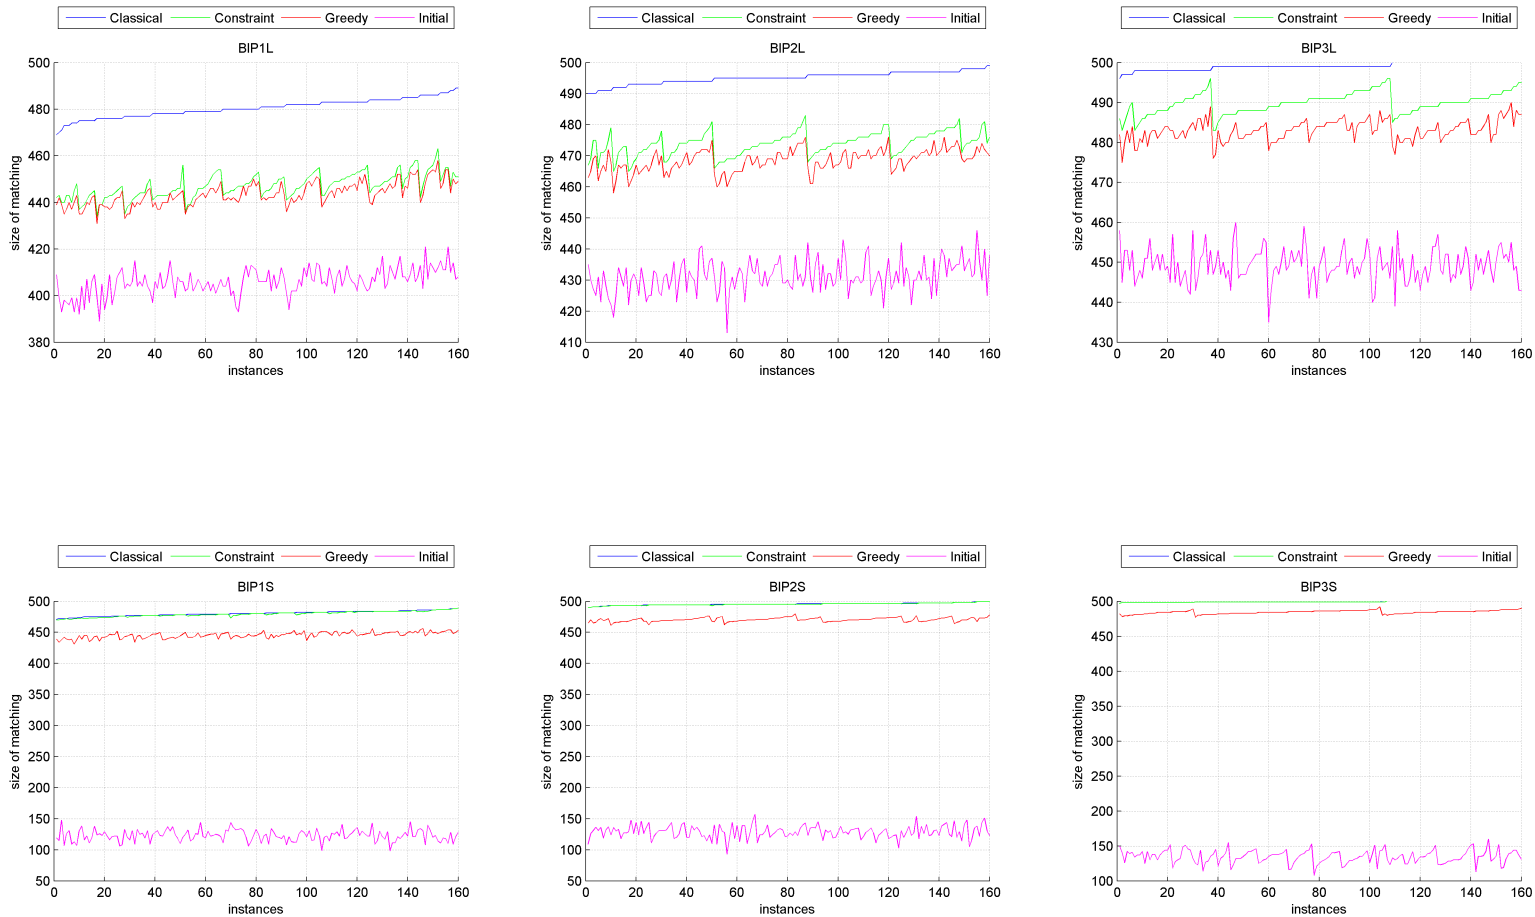 Classical Constraint Greedy Initial
BIP1L
500
480
460
440
420
400
380
0 20 40 60 80 100 120 140 160
size of matching
instances
Classical Constraint Greedy Initial
BIP2L
500
490
480
470
460
450
440
430
420
410
0 20 40 60 80 100 120 140 160
size of matching
instances
Classical Constraint Greedy Initial
BIP3L
500
490
480
470
460
450
440
430
0 20 40 60 80 100 120 140 160
size of matching
instances
Classical Constraint Greedy Initial
BIP1S
500
450
400
350
300
250
200
150
100
50
0 20 40 60 80 100 120 140 160
size of matching
instances
Classical Constraint Greedy Initial
BIP2S
500
450
400
350
300
250
200
150
100
50
0 20 40 60 80 100 120 140 160
size of matching
instances
Classical Constraint Greedy Initial
BIP3S
500
450
400
350
300
250
200
150
100
0 20 40 60 80 100 120 140 160
size of matching
instances